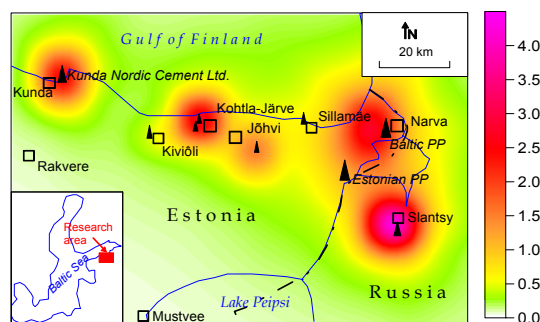 Gulf of Finland
N
20 km
Kunda Nordic Cement Ltd.
Kunda
Kohtla-Järve
Sillamäe
Narva
Jõhvi
Baltic PP
Kiviõli
Rakvere
Estonian PP
Estonia
Slantsy
Research
area
Baltic Sea
Russia
Lake Peipsi
Mustvee
4.0
3.5
3.0
2.5
2.0
1.5
1.0
0.5
0.0